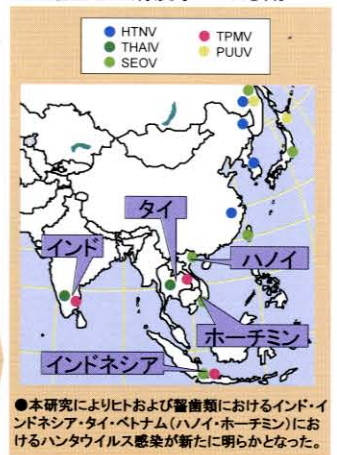 HTNV
THAIV
SEOV
TPMV
PUUV
タイ
インド
ハノイ
ホーチミン
インドネシア
●本研究によりヒトおよび齧歯類におけるインド・イ
ンドネシア・タイ・ベトナム(ハノイ・ホーチミン)にお
けるハンタウイルス感染が新たに明らかとなった。